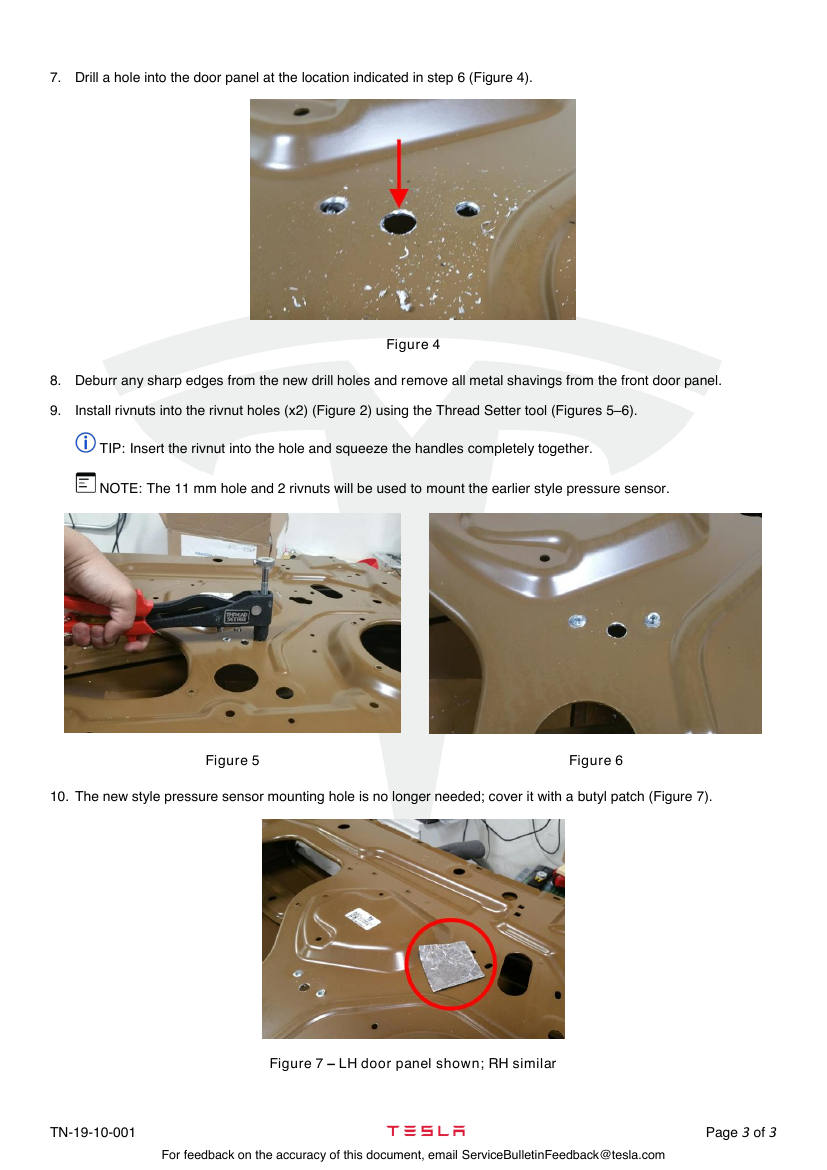 7. Drill a hole into the door panel at the location indicated in step 6 (Figure 4).
Figure 4
8. Deburr any sharp edges from the new drill holes and remove all metal shavings from the front door panel.
9. Install rivnuts into the rivnut holes (x2) (Figure 2) using the Thread Setter tool (Figures 5–6).
TIP: Insert the rivnut into the hole and squeeze the handles completely together.
NOTE: The 11 mm hole and 2 rivnuts will be used to mount the earlier style pressure sensor.
THREAD
SETTER
Figure 5
Figure 6
10. The new style pressure sensor mounting hole is no longer needed; cover it with a butyl patch (Figure 7).
Figure 7 – LH door panel shown; RH similar
TN-19-10-001
TESLA
Page 3 of 3
For feedback on the accuracy of this document, email ServiceBulletinFeedback@tesla.com